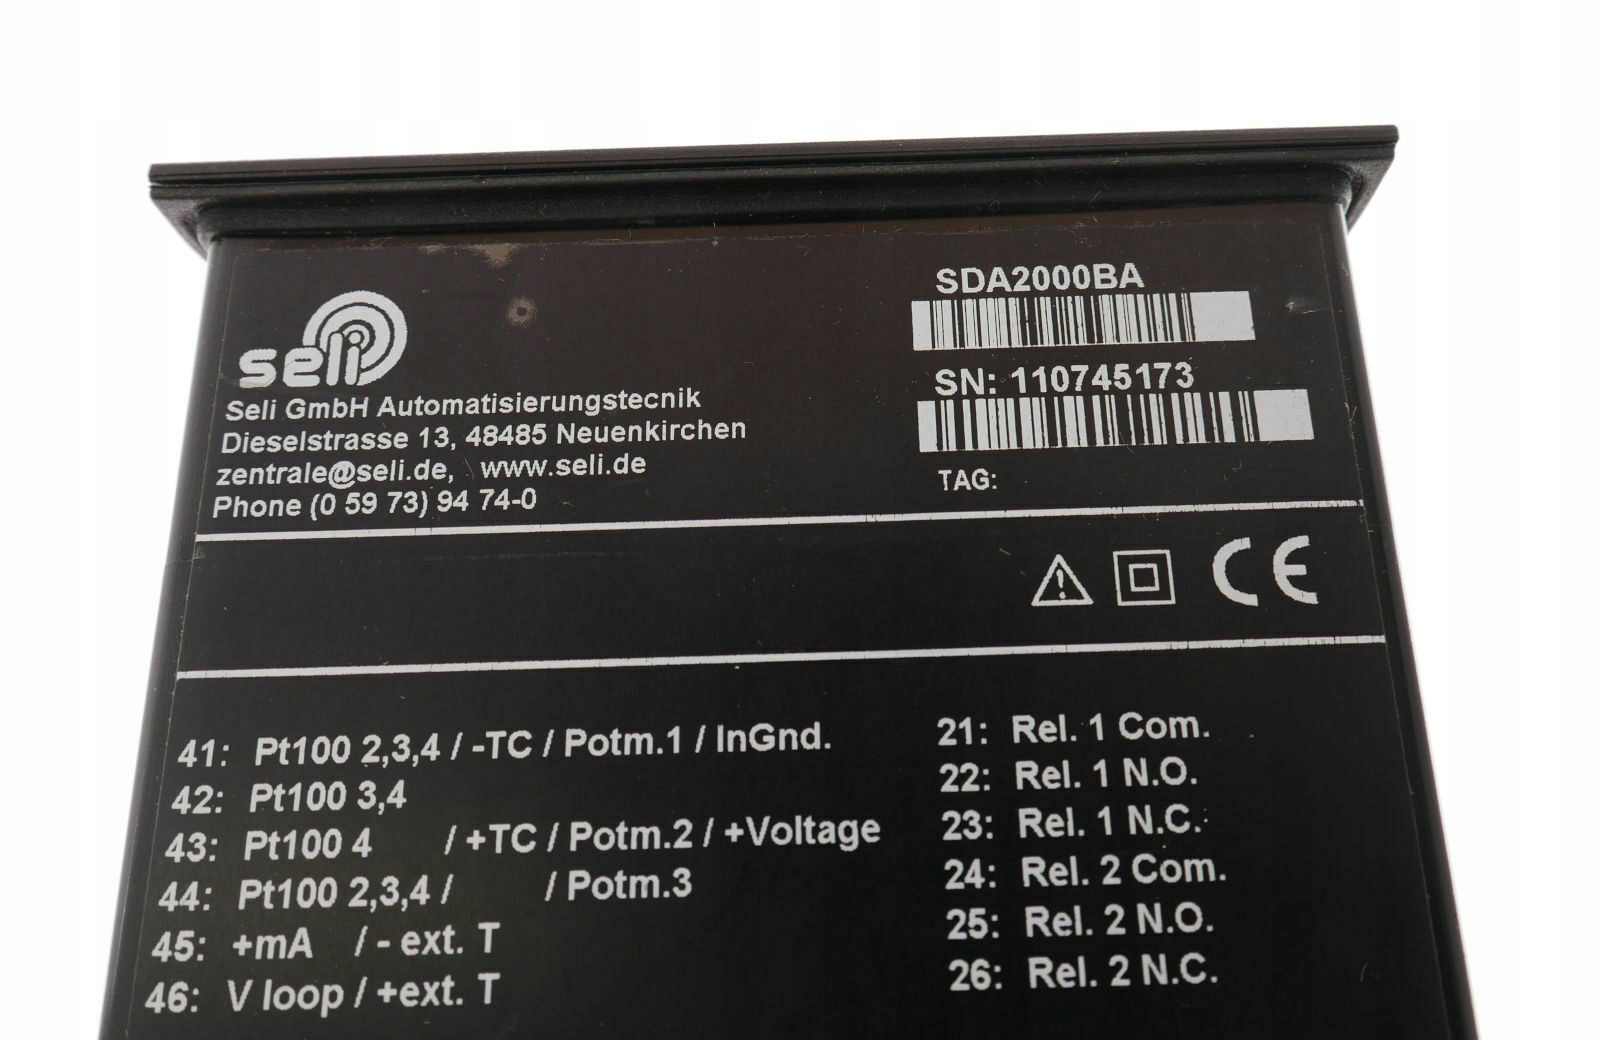 seli
Seli GmbH Automatisierungstecnik
Dieselstrasse 13, 48485 Neuenkirchen
zentrale@seli.de, www.seli.de
Phone (0 59 73) 94 74-0
SDA2000BA
SN: 110745173
TAG:
CE
41: Pt100 2,3,4 / -TC / Potm.1 / InGnd.
42: Pt100 3,4
43: Pt100 4 / +TC / Potm.2 / +Voltage
44: Pt100 2,3,4 / / Potm.3
45: +mA / - ext. T
46: V loop / +ext. T
21: Rel. 1 Com.
22: Rel. 1 N.O.
23: Rel. 1 N.C.
24: Rel. 2 Com.
25: Rel. 2 N.O.
26: Rel. 2 N.C.